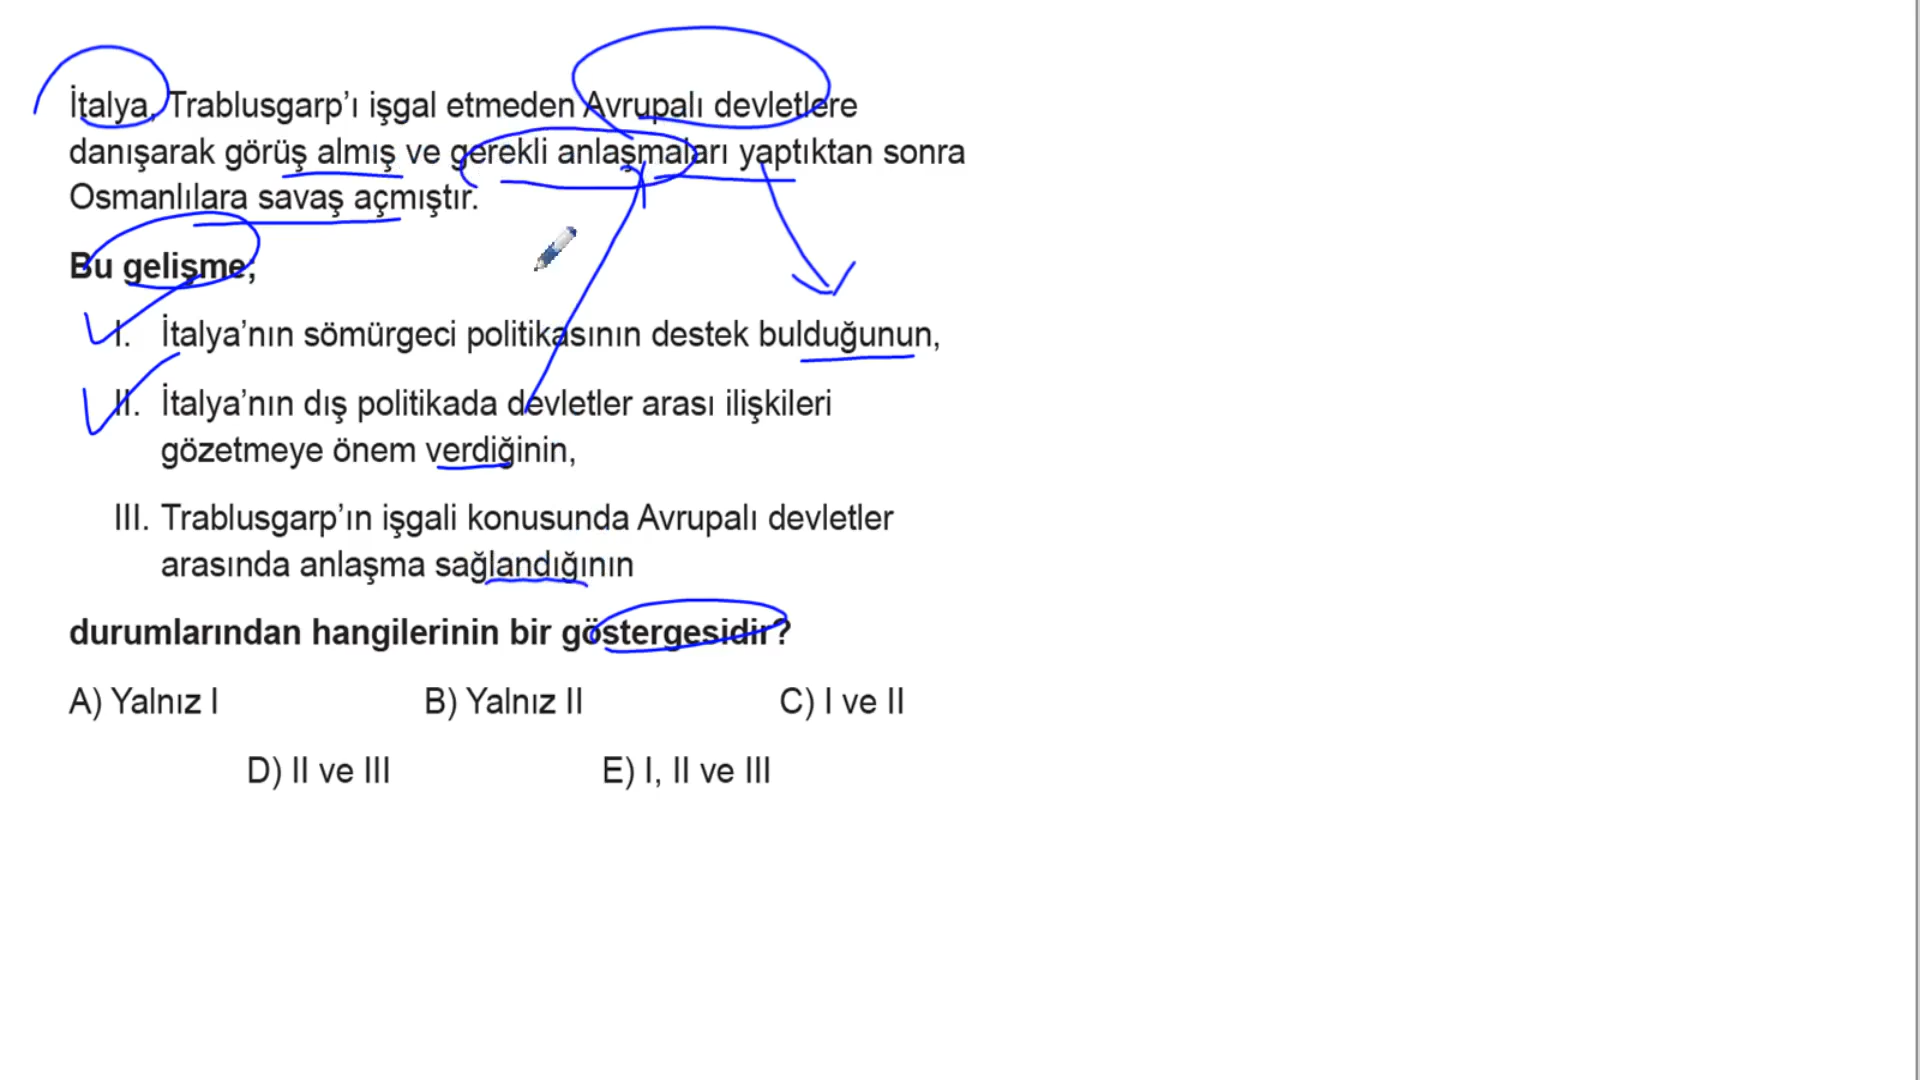 İtalya, Trablusgarp’ı işgal etmeden Avrupalı devletlere
danışarak görüş almış ve gerekli anlaşmaları yaptıktan sonra
Osmanlılara savaş açmıştır.
Bu gelişme;
I. İtalya’nın sömürgeci politikasının destek bulduğunun,
II. İtalya’nın dış politikada devletler arası ilişkileri
gözetmeye önem verdiğinin,
III. Trablusgarp’ın işgali konusunda Avrupalı devletler
arasında anlaşma sağlandığının
durumlarından hangilerinin bir göstergesidir?
A) Yalnız I B) Yalnız II C) I ve II
D) II ve III E) I, II ve III